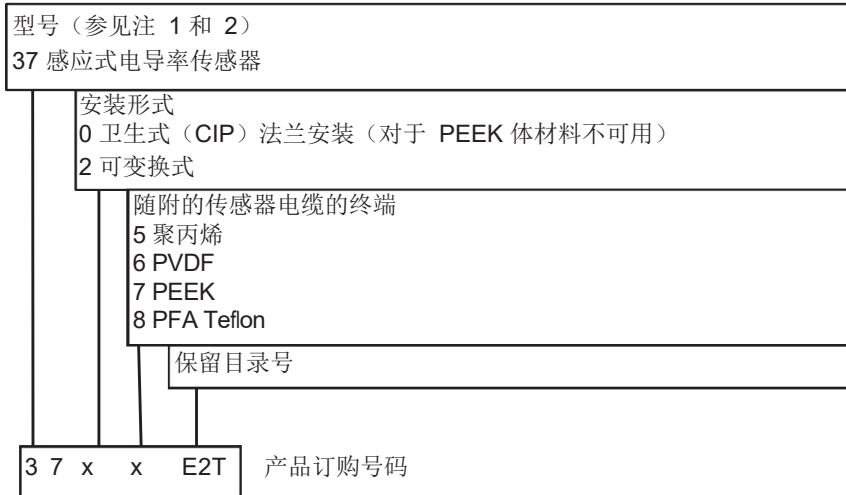 型号（参见注 1 和 2）
37 感应式电导率传感器
安装形式
0 卫生式（CIP）法兰安装（对于 PEEK 体材料不可用）
2 可变换式
随附的传感器电缆的终端
5 聚丙烯
6 PVDF
7 PEEK
8 PFA Teflon
保留目录号
3 7 x x E2T 产品订购号码